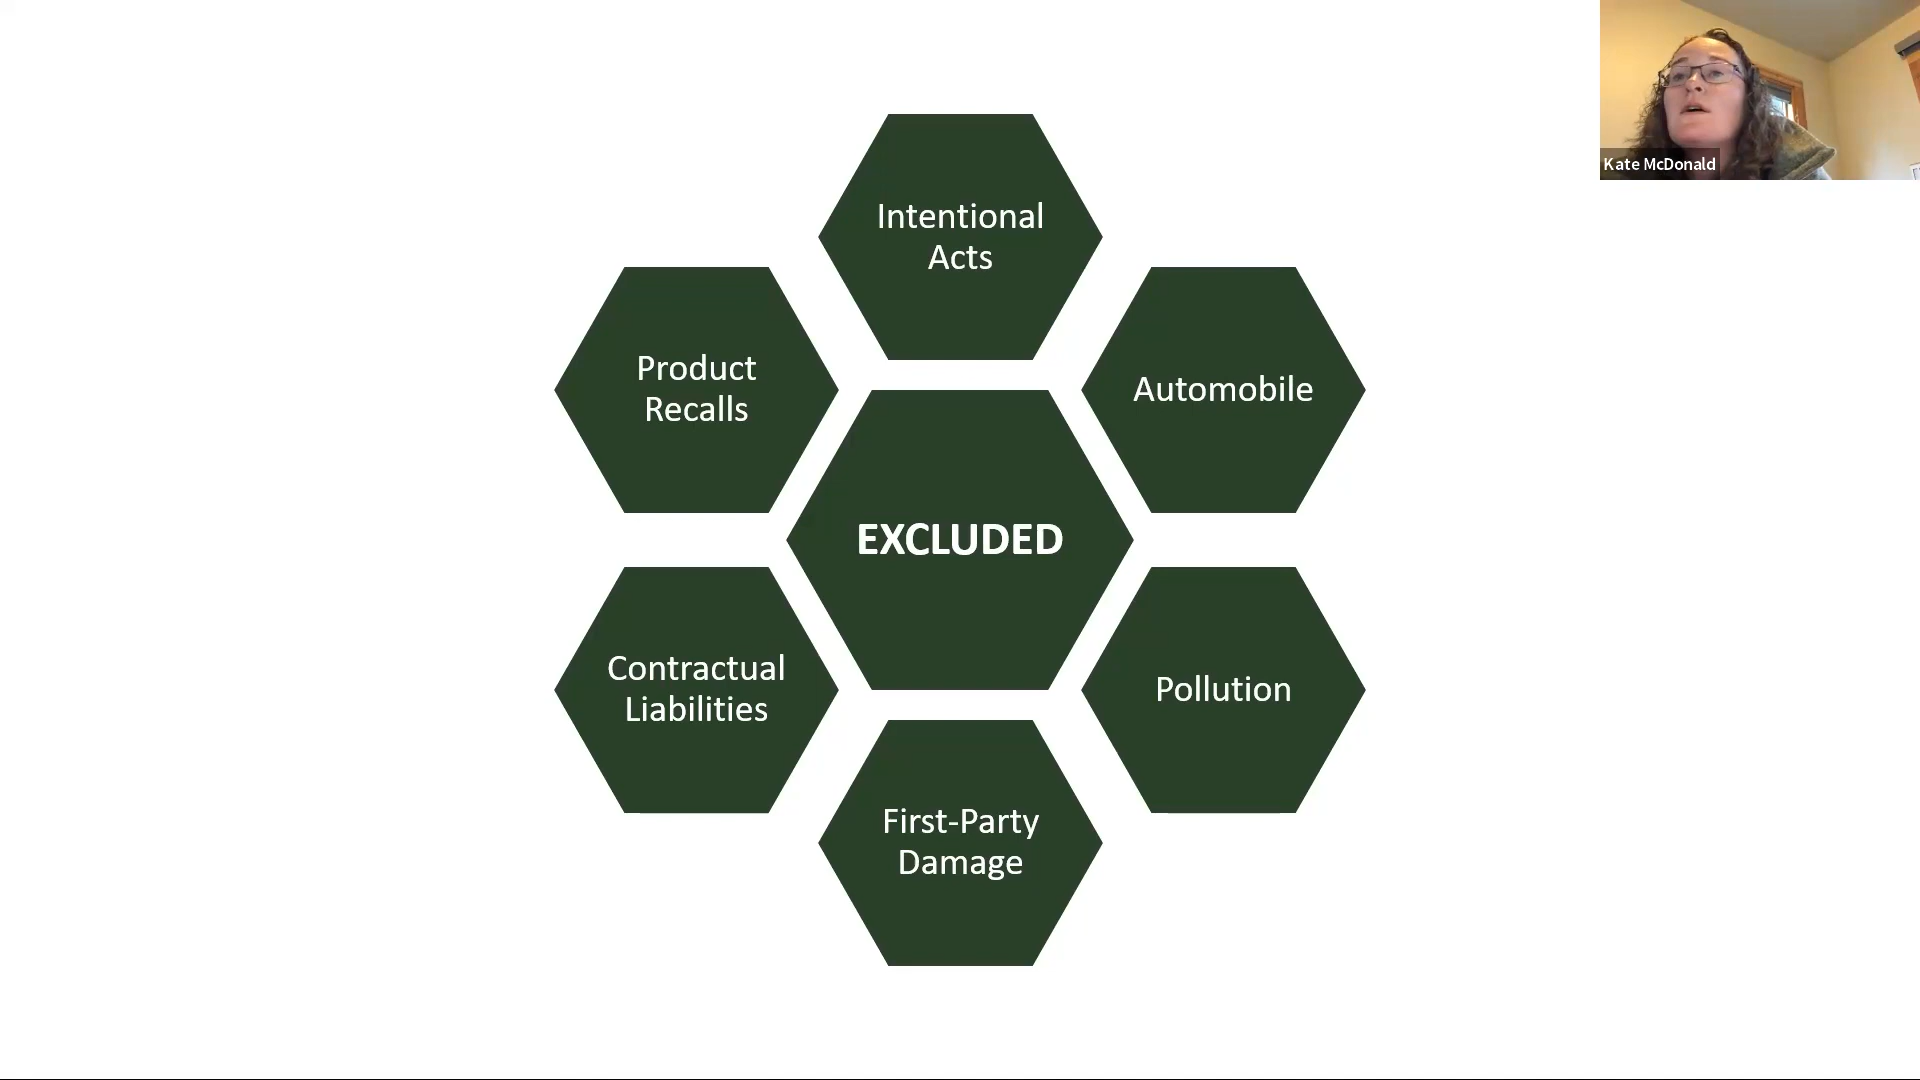 Kate McDonald
Intentional
Acts
Product
Recalls
Automobile
EXCLUDED
Contractual
Liabilities
Pollution
First-Party
Damage